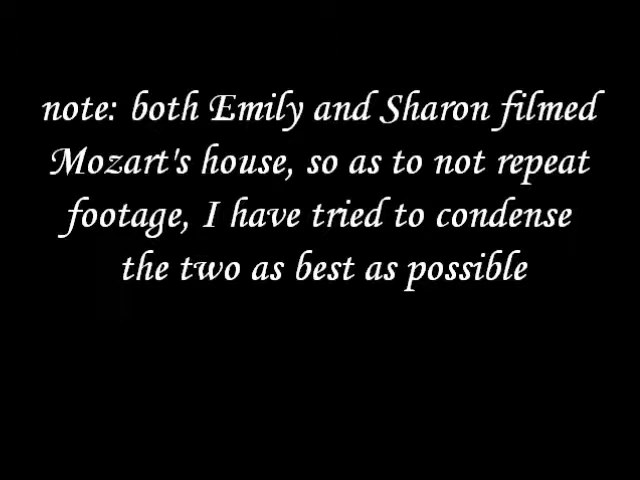 note: both Emily and Sharon filmed
Mozart's house, so as to not repeat
footage, I have tried to condense
the two as best as possible